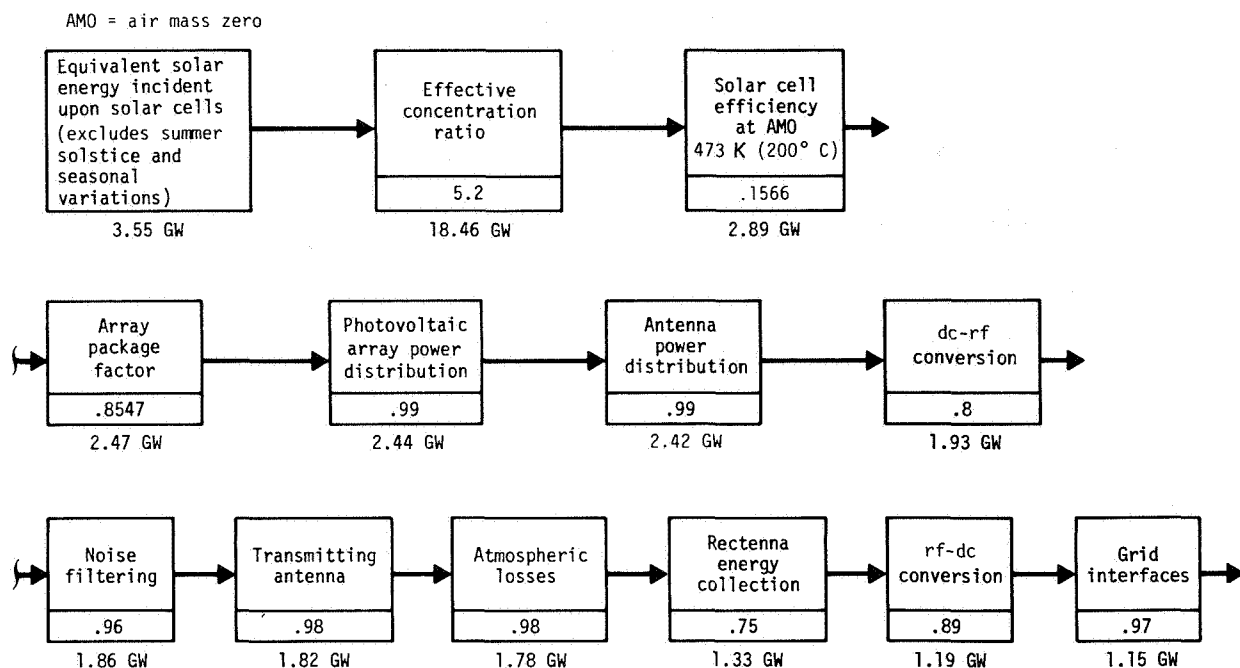 AMO = air mass zero
Equivalent solar
energy incident
upon solar cells
(excludes summer
solstice and
seasonal
variations)
3.55 GW
Effective
concentration
ratio
5.2
18.46 GW
Solar cell
efficiency
at AMO
473 K (200° C)
.1566
2.89 GW
Array
package
factor
.8547
2.47 GW
Photovoltaic
array power
distribution
.99
2.44 GW
Antenna
power
distribution
.99
2.42 GW
dc-rf
conversion
.8
1.93 GW
Noise
filtering
.96
1.86 GW
Transmitting
antenna
.98
1.82 GW
Atmospheric
losses
.98
1.78 GW
Rectenna
energy
collection
.75
1.33 GW
rf-dc
conversion
.89
1.19 GW
Grid
interfaces
.97
1.15 GW